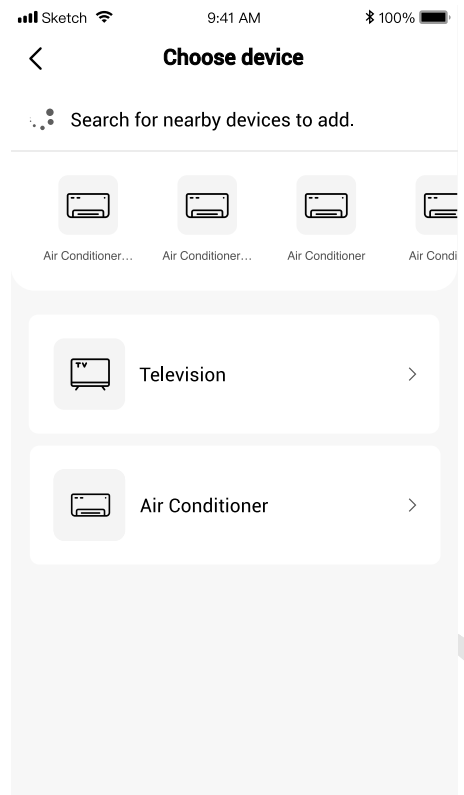 Sketch 9:41 AM 100%
Choose device
Search for nearby devices to add.
Air Conditioner... Air Conditioner... Air Conditioner Air Condi
TV
Television
Air Conditioner